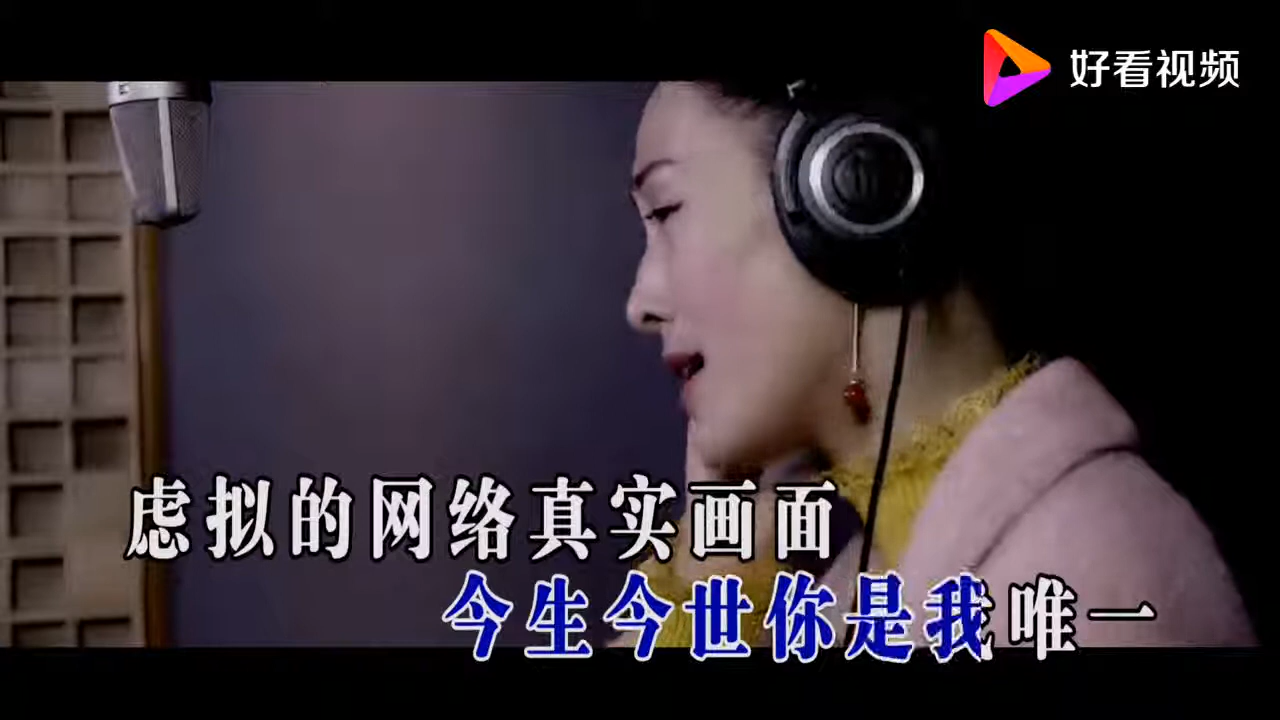 好看视频
虚拟的网络真实画面
今生今世你是我唯一